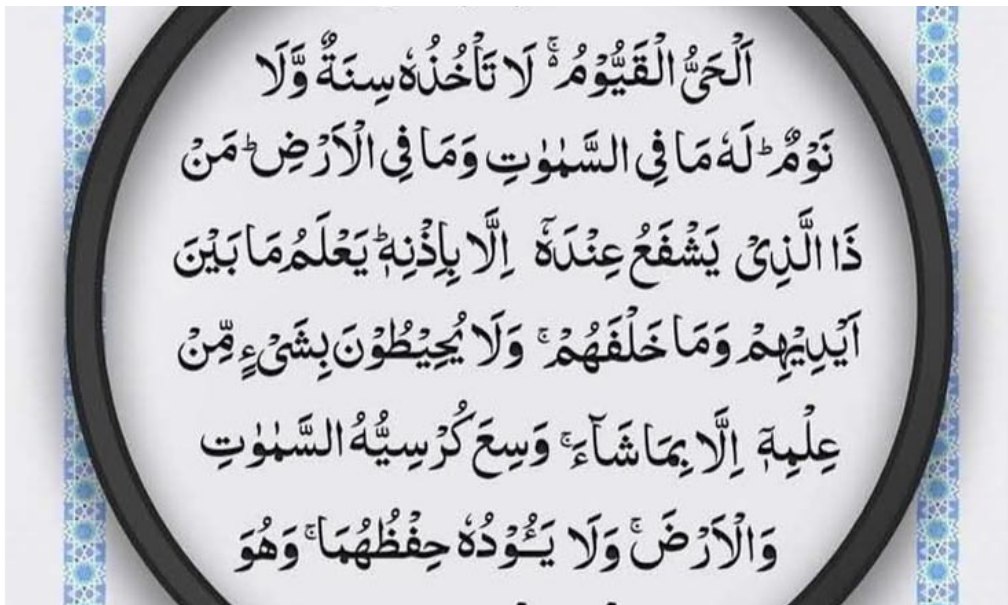 اَلْحَیُّ الْقَیُّوْمُ ۚ۬ لَا تَاْخُذُهٗ سِنَةٌ وَّلَا
نَوْمٌ ؕ لَهٗ مَا فِی السَّمٰوٰتِ وَمَا فِی الْاَرْضِ ؕ مَنْ
ذَا الَّذِیْ یَشْفَعُ عِنْدَهٗۤ اِلَّا بِاِذْنِهٖ ؕ یَعْلَمُ مَا بَیْنَ
اَیْدِیْهِمْ وَمَا خَلْفَهُمْ ۚ وَلَا یُحِیْطُوْنَ بِشَیْءٍ مِّنْ
عِلْمِهٖۤ اِلَّا بِمَا شَآءَ ۚ وَسِعَ كُرْسِیُّهُ السَّمٰوٰتِ
وَالْاَرْضَ ۚ وَلَا یَـُٔوْدُهٗ حِفْظُهُمَا ۚ وَهُوَ